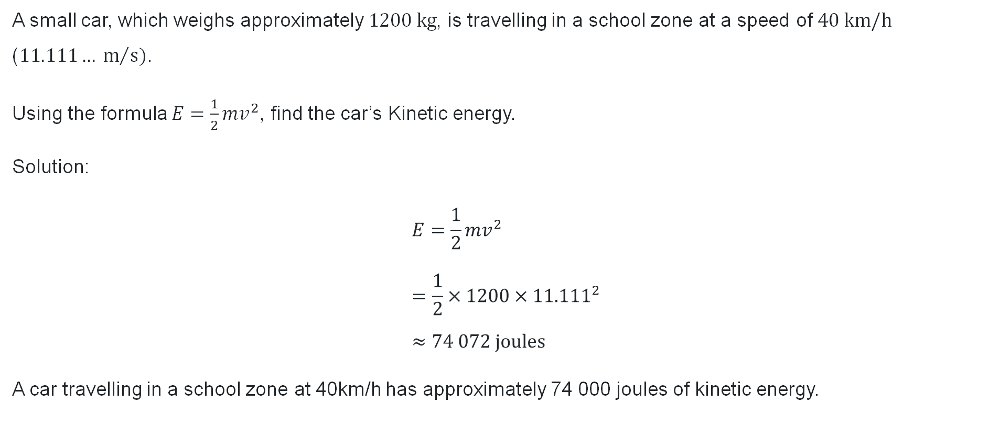 A small car, which weighs approximately 1200 kg, is travelling in a school zone at a speed of 40 km/h
(11.111 … m/s).
Using the formula E = 1/2 mv², find the car’s Kinetic energy.
Solution:
E = 1/2 mv²
= 1/2 × 1200 × 11.111²
≈ 74 072 joules
A car travelling in a school zone at 40km/h has approximately 74 000 joules of kinetic energy.